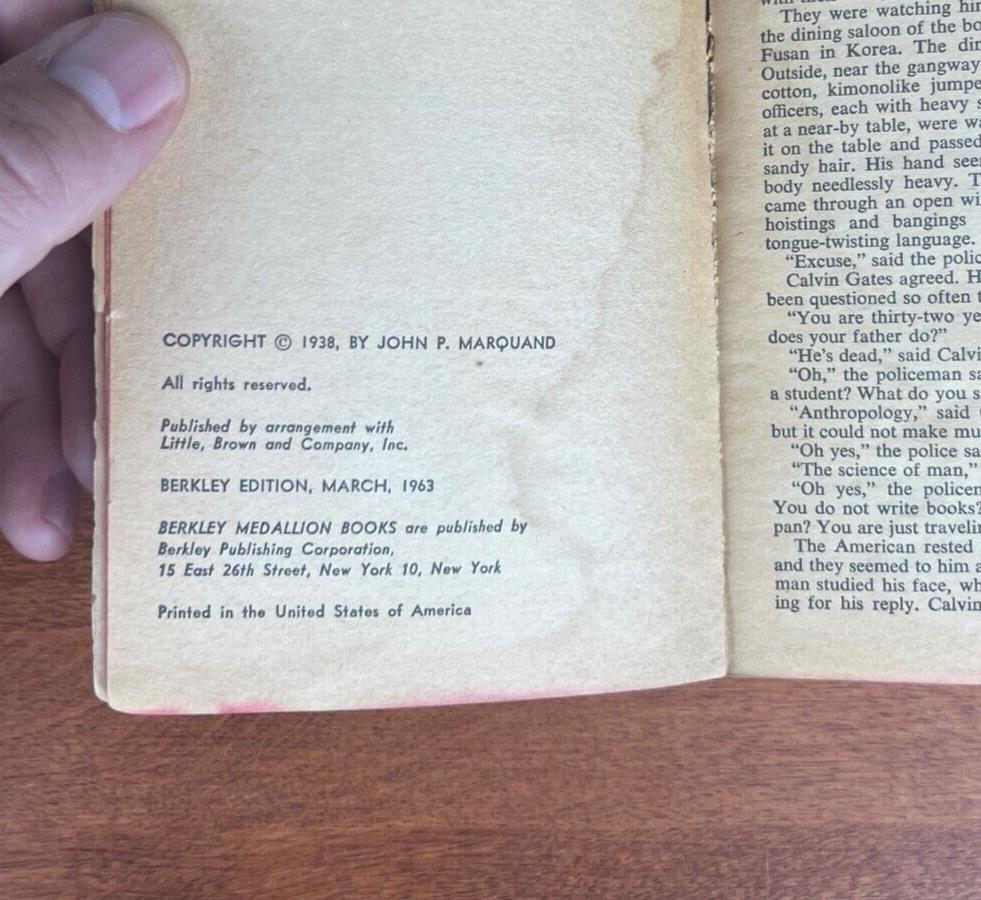 COPYRIGHT © 1938, BY JOHN P. MARQUAND
All rights reserved.
Published by arrangement with
Little, Brown and Company, Inc.
BERKLEY EDITION, MARCH, 1963
BERKLEY MEDALLION BOOKS are published by
Berkley Publishing Corporation,
15 East 26th Street, New York 10, New York
Printed in the United States of America
They were watching
the dining saloon of the
Fusan in Korea. The
Outside, near the gangway
cotton, kimonolike
officers, each with heavy
at a near-by table, were
it on the table and passed
sandy hair. His hand
body needlessly heavy.
came through an open
hoistings and bangings
tongue-twisting language.
“Excuse,” said the
Calvin Gates agreed.
been questioned so often
“You are thirty-two
does your father do?”
“He's dead,” said
“Oh,” the policeman
a student? What do you
“Anthropology,” said
but it could not make
“Oh yes,” the police
“The science of man,”
“Oh yes,” the
You do not write books?
pan? You are just
The American rested
and they seemed to him
man studied his face,
ing for his reply.